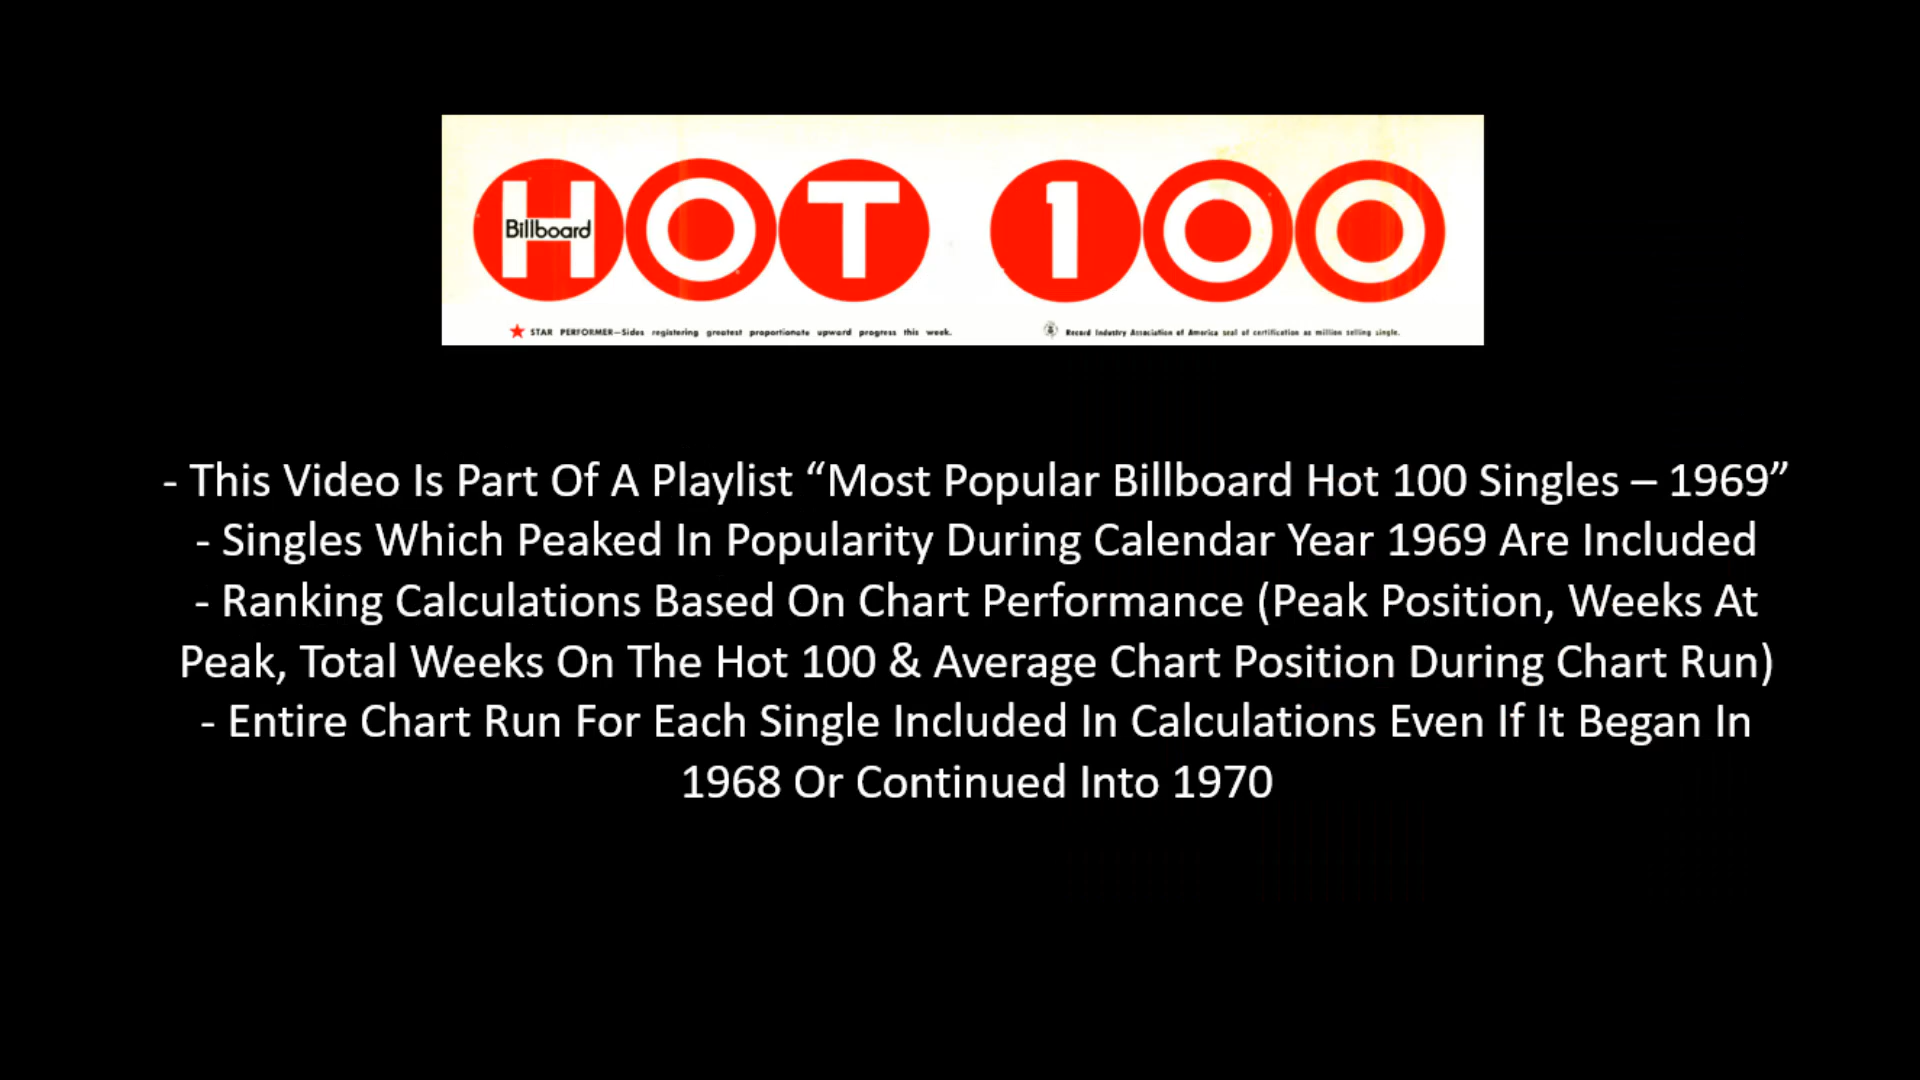 HOT 100
Billboard
★ STAR PERFORMER—Sides registering greatest proportionate upward progress this week.
Record Industry Association of America seal of certification as million selling single.
- This Video Is Part Of A Playlist “Most Popular Billboard Hot 100 Singles – 1969”
- Singles Which Peaked In Popularity During Calendar Year 1969 Are Included
- Ranking Calculations Based On Chart Performance (Peak Position, Weeks At
Peak, Total Weeks On The Hot 100 & Average Chart Position During Chart Run)
- Entire Chart Run For Each Single Included In Calculations Even If It Began In
1968 Or Continued Into 1970